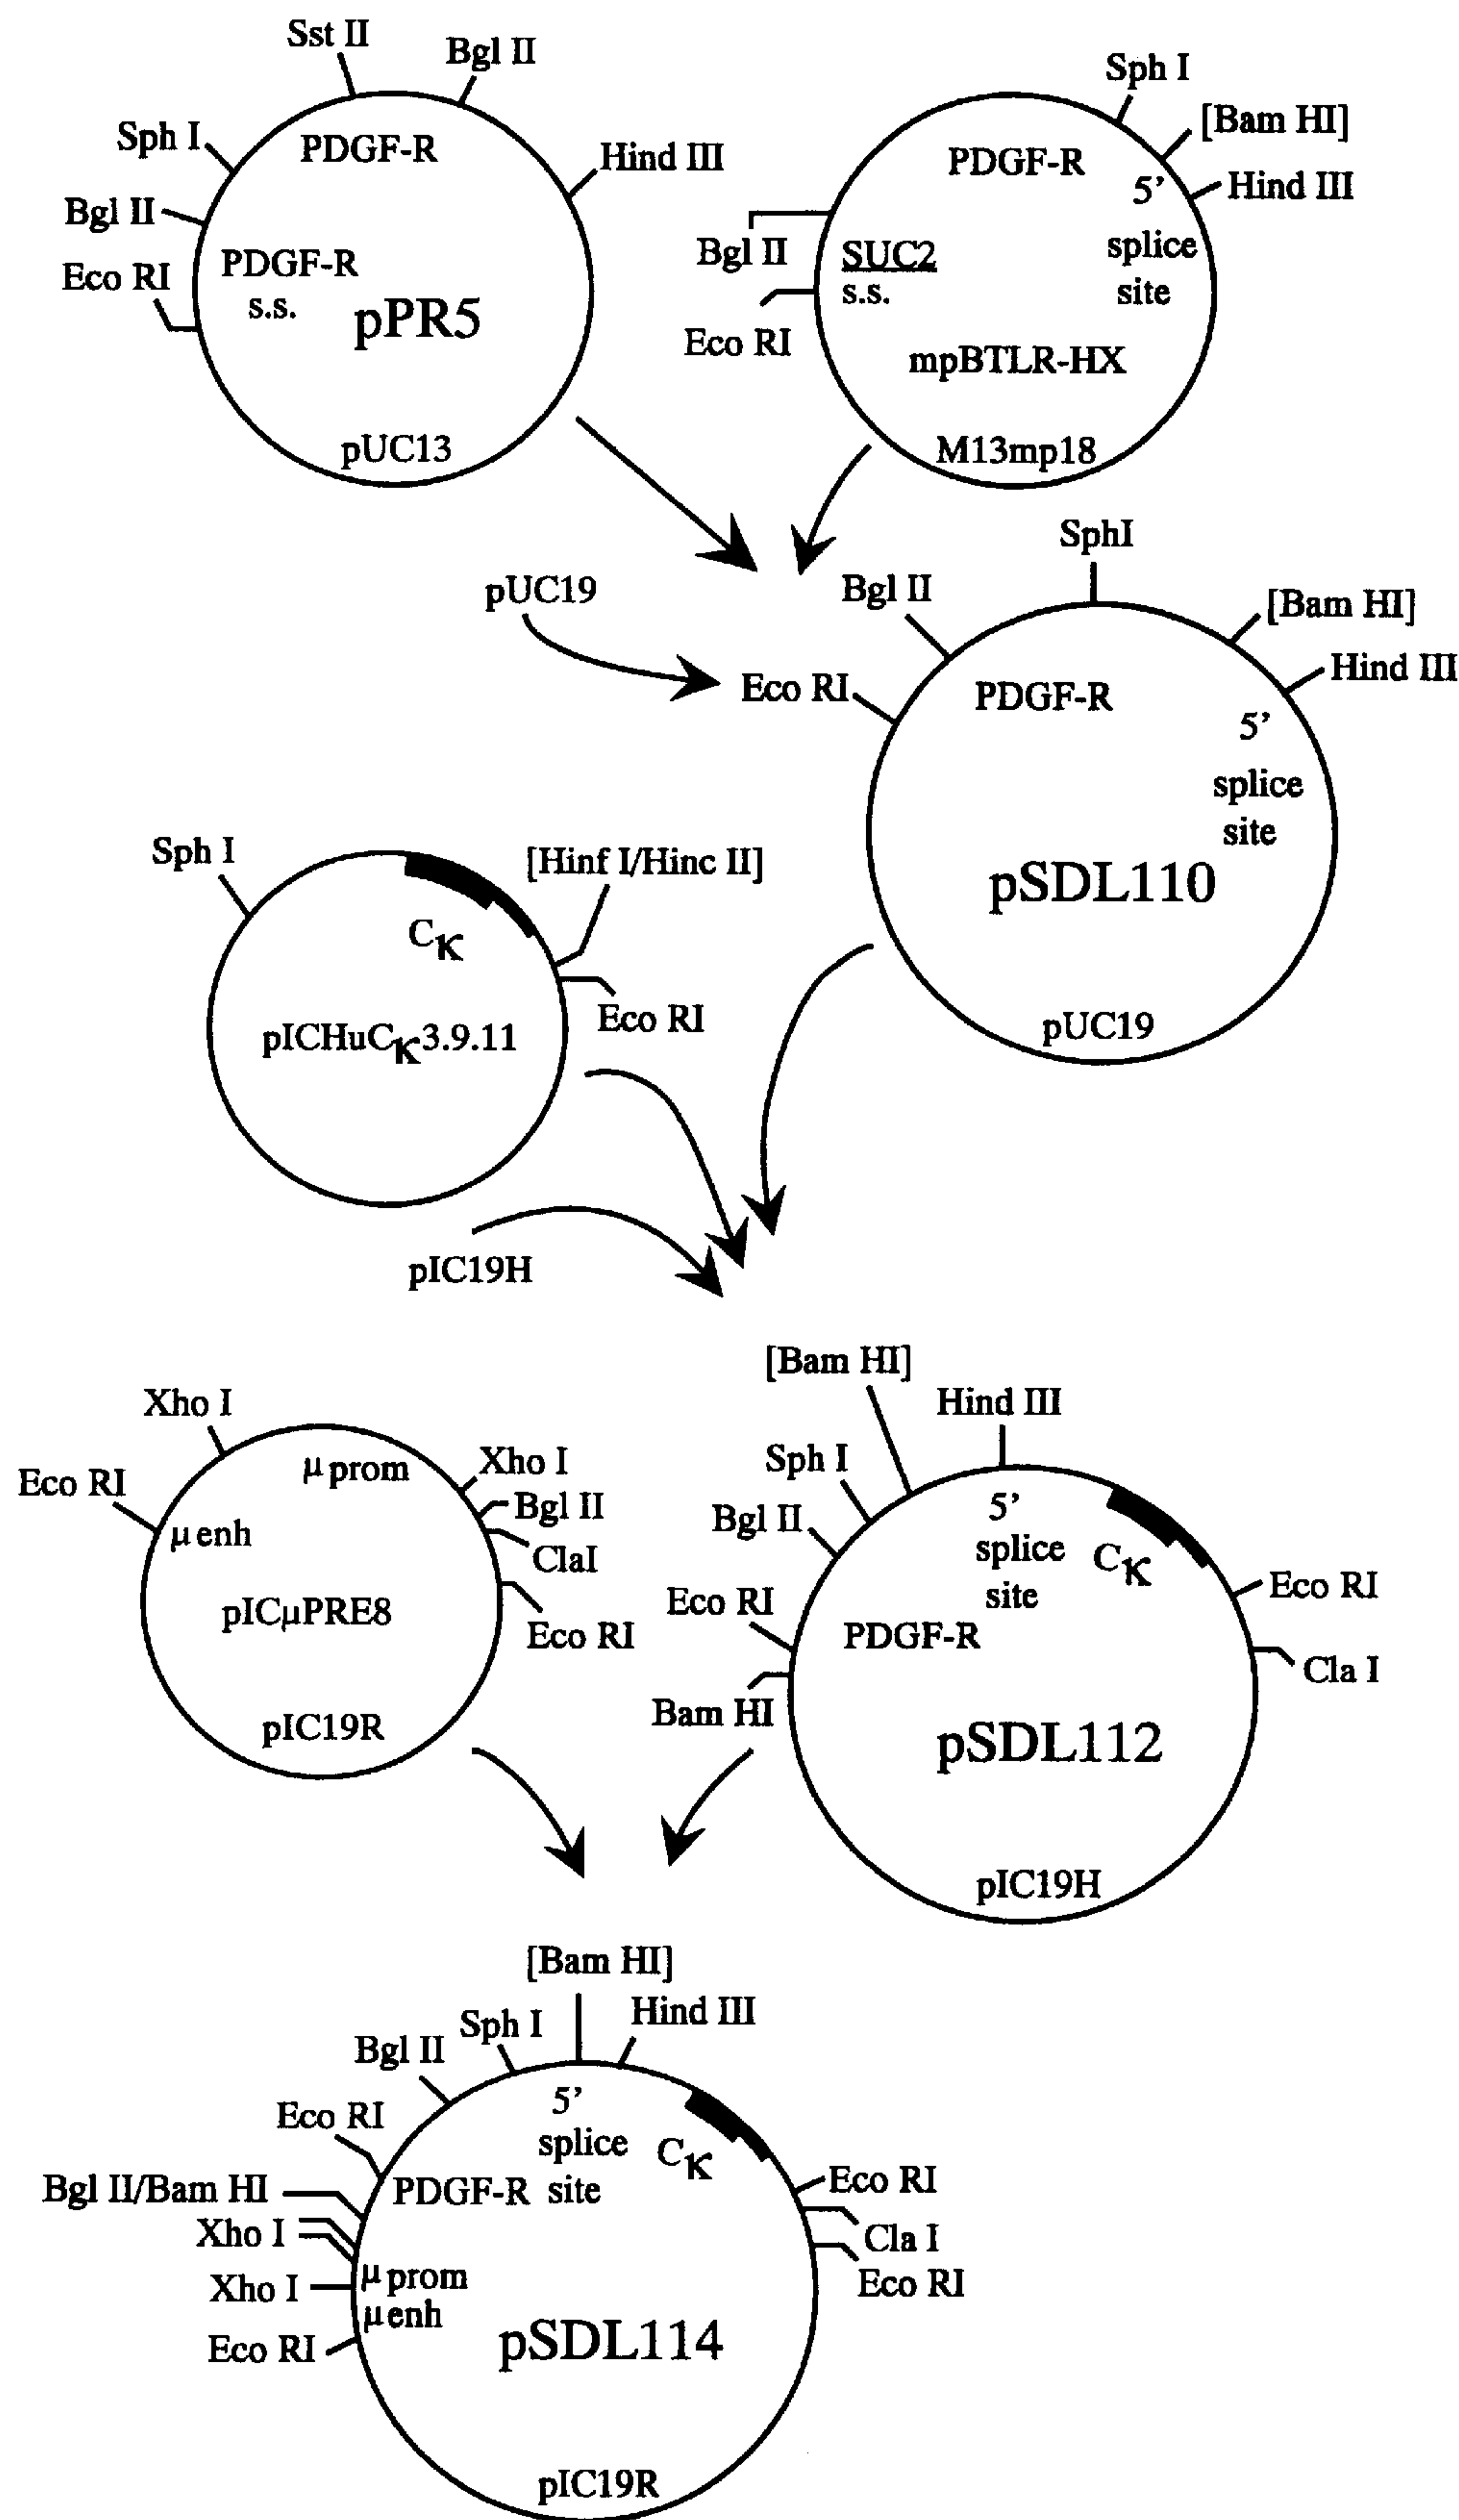 Sst II
Bgl II
Sph I
PDGF-R
Hind III
Bgl II
Eco RI
PDGF-R
s.s.
pPR5
pUC13
Sph I
[Bam HI]
PDGF-R
5’
Hind III
Bgl II
SUC2
s.s.
splice
site
Eco RI
mpBTLR-HX
M13mp18
pUC19
SphI
Bgl II
[Bam HI]
Eco RI
PDGF-R
Hind III
5’
splice
site
pSDL110
pUC19
Sph I
[Hinf I/Hinc II]
Cκ
Eco RI
pICHuCκ3.9.11
pIC19H
Xho I
μ prom
Xho I
Eco RI
μ enh
Bgl II
ClaI
pICμPRE8
Eco RI
pIC19R
[Bam HI]
Hind III
Sph I
5’
Bgl II
splice
site
Cκ
Eco RI
Eco RI
PDGF-R
Cla I
Bam HI
pSDL112
pIC19H
[Bam HI]
Sph I
Hind III
Bgl II
5’
Eco RI
splice
Cκ
Bgl II/Bam HI
PDGF-R site
Eco RI
Xho I
Cla I
Xho I
μ prom
Eco RI
μ enh
Eco RI
pSDL114
pIC19R